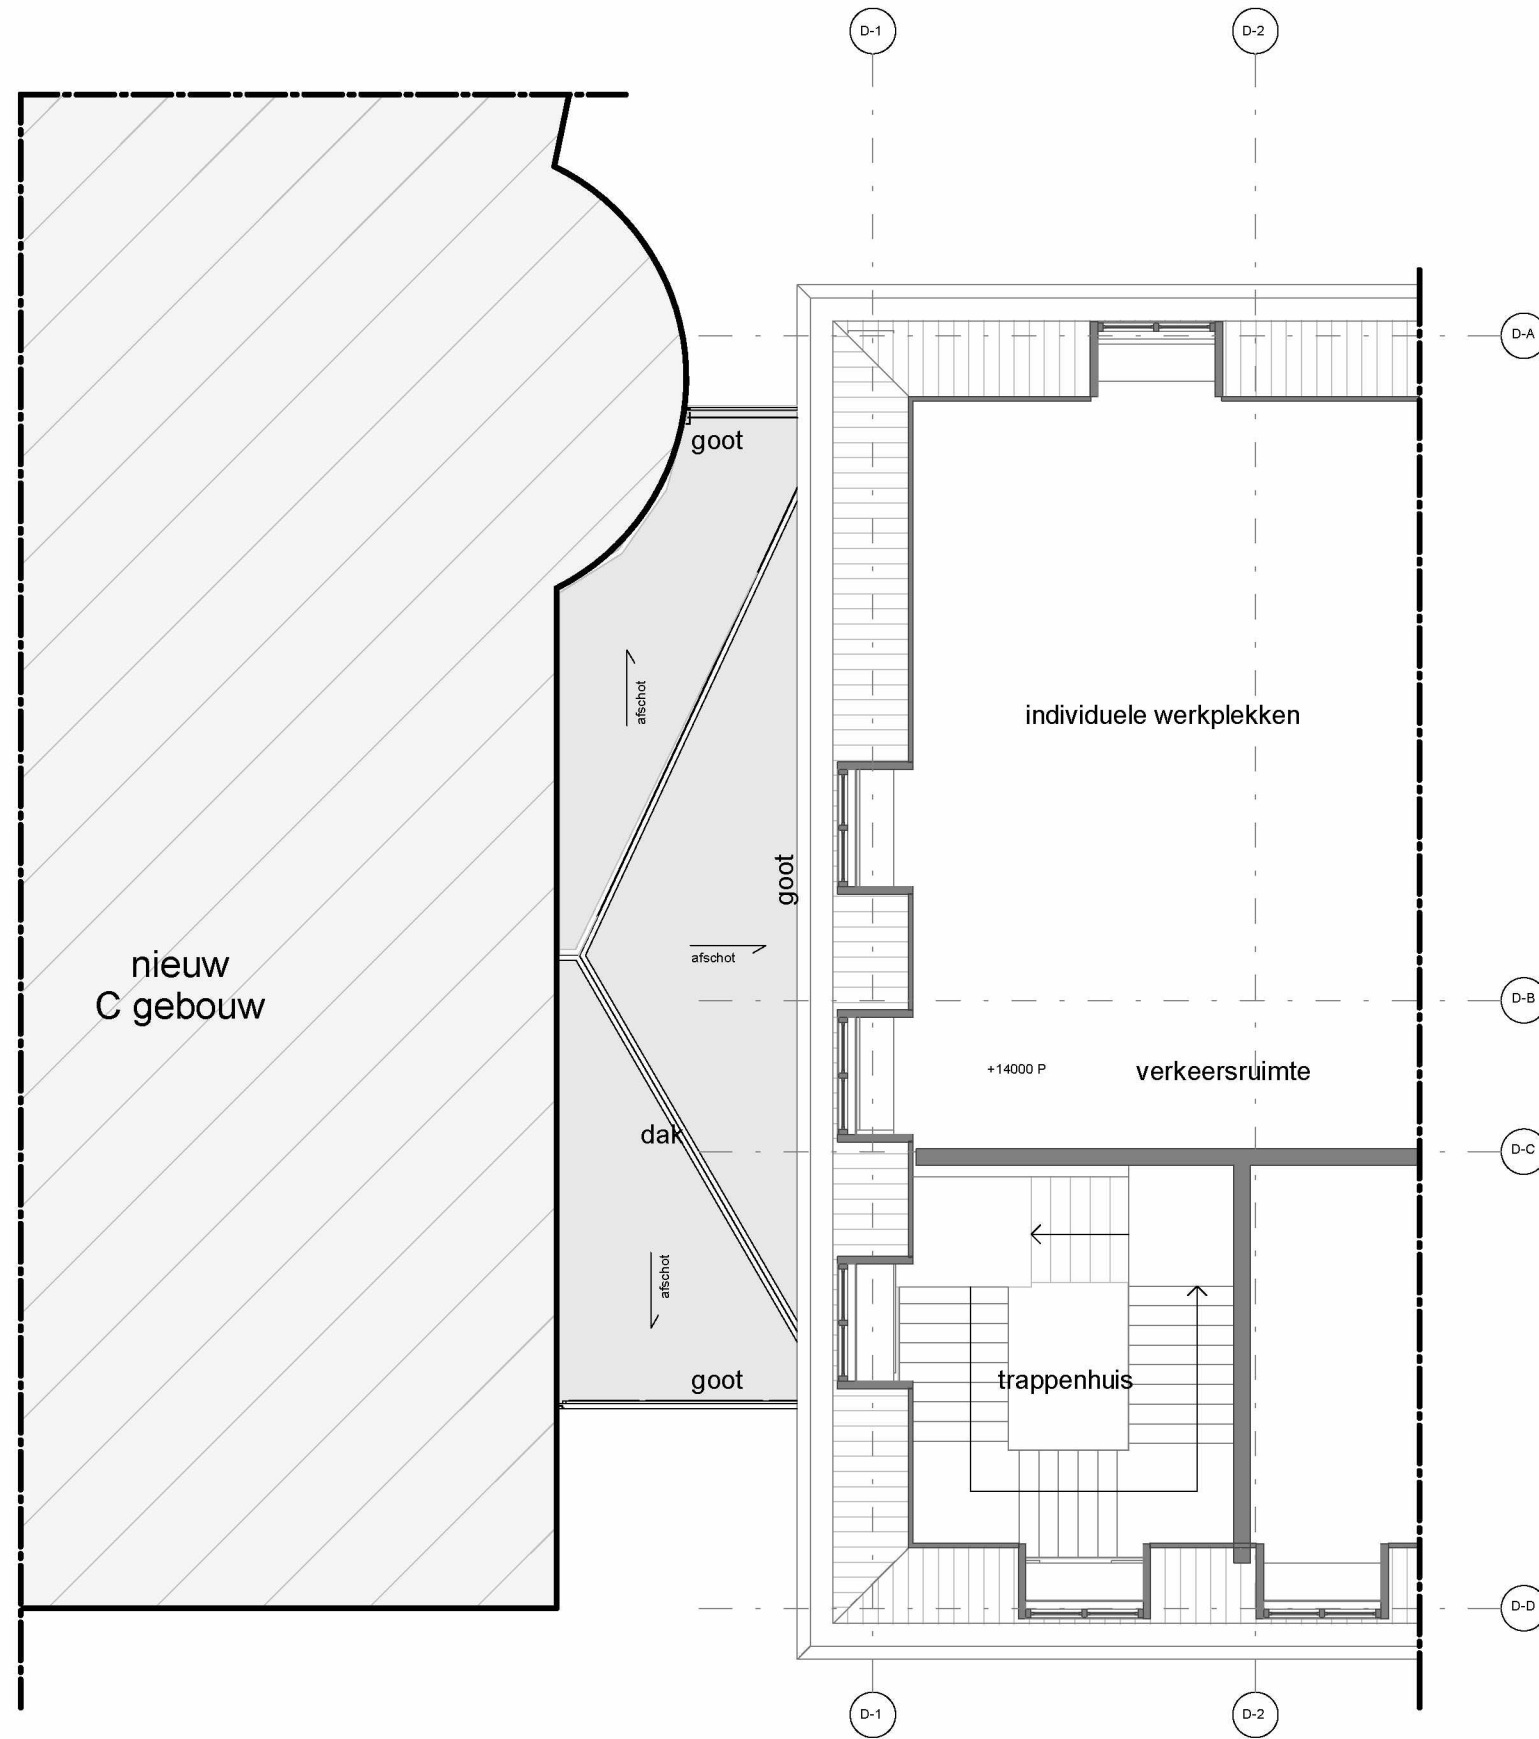 D-1
D-2
D-A
goot
individuele werkplekken
afschot
goot
afschot
nieuw
C gebouw
D-B
+14000 P
verkeersruimte
dak
D-C
afschot
goot
trappenhuis
D-D
D-1
D-2